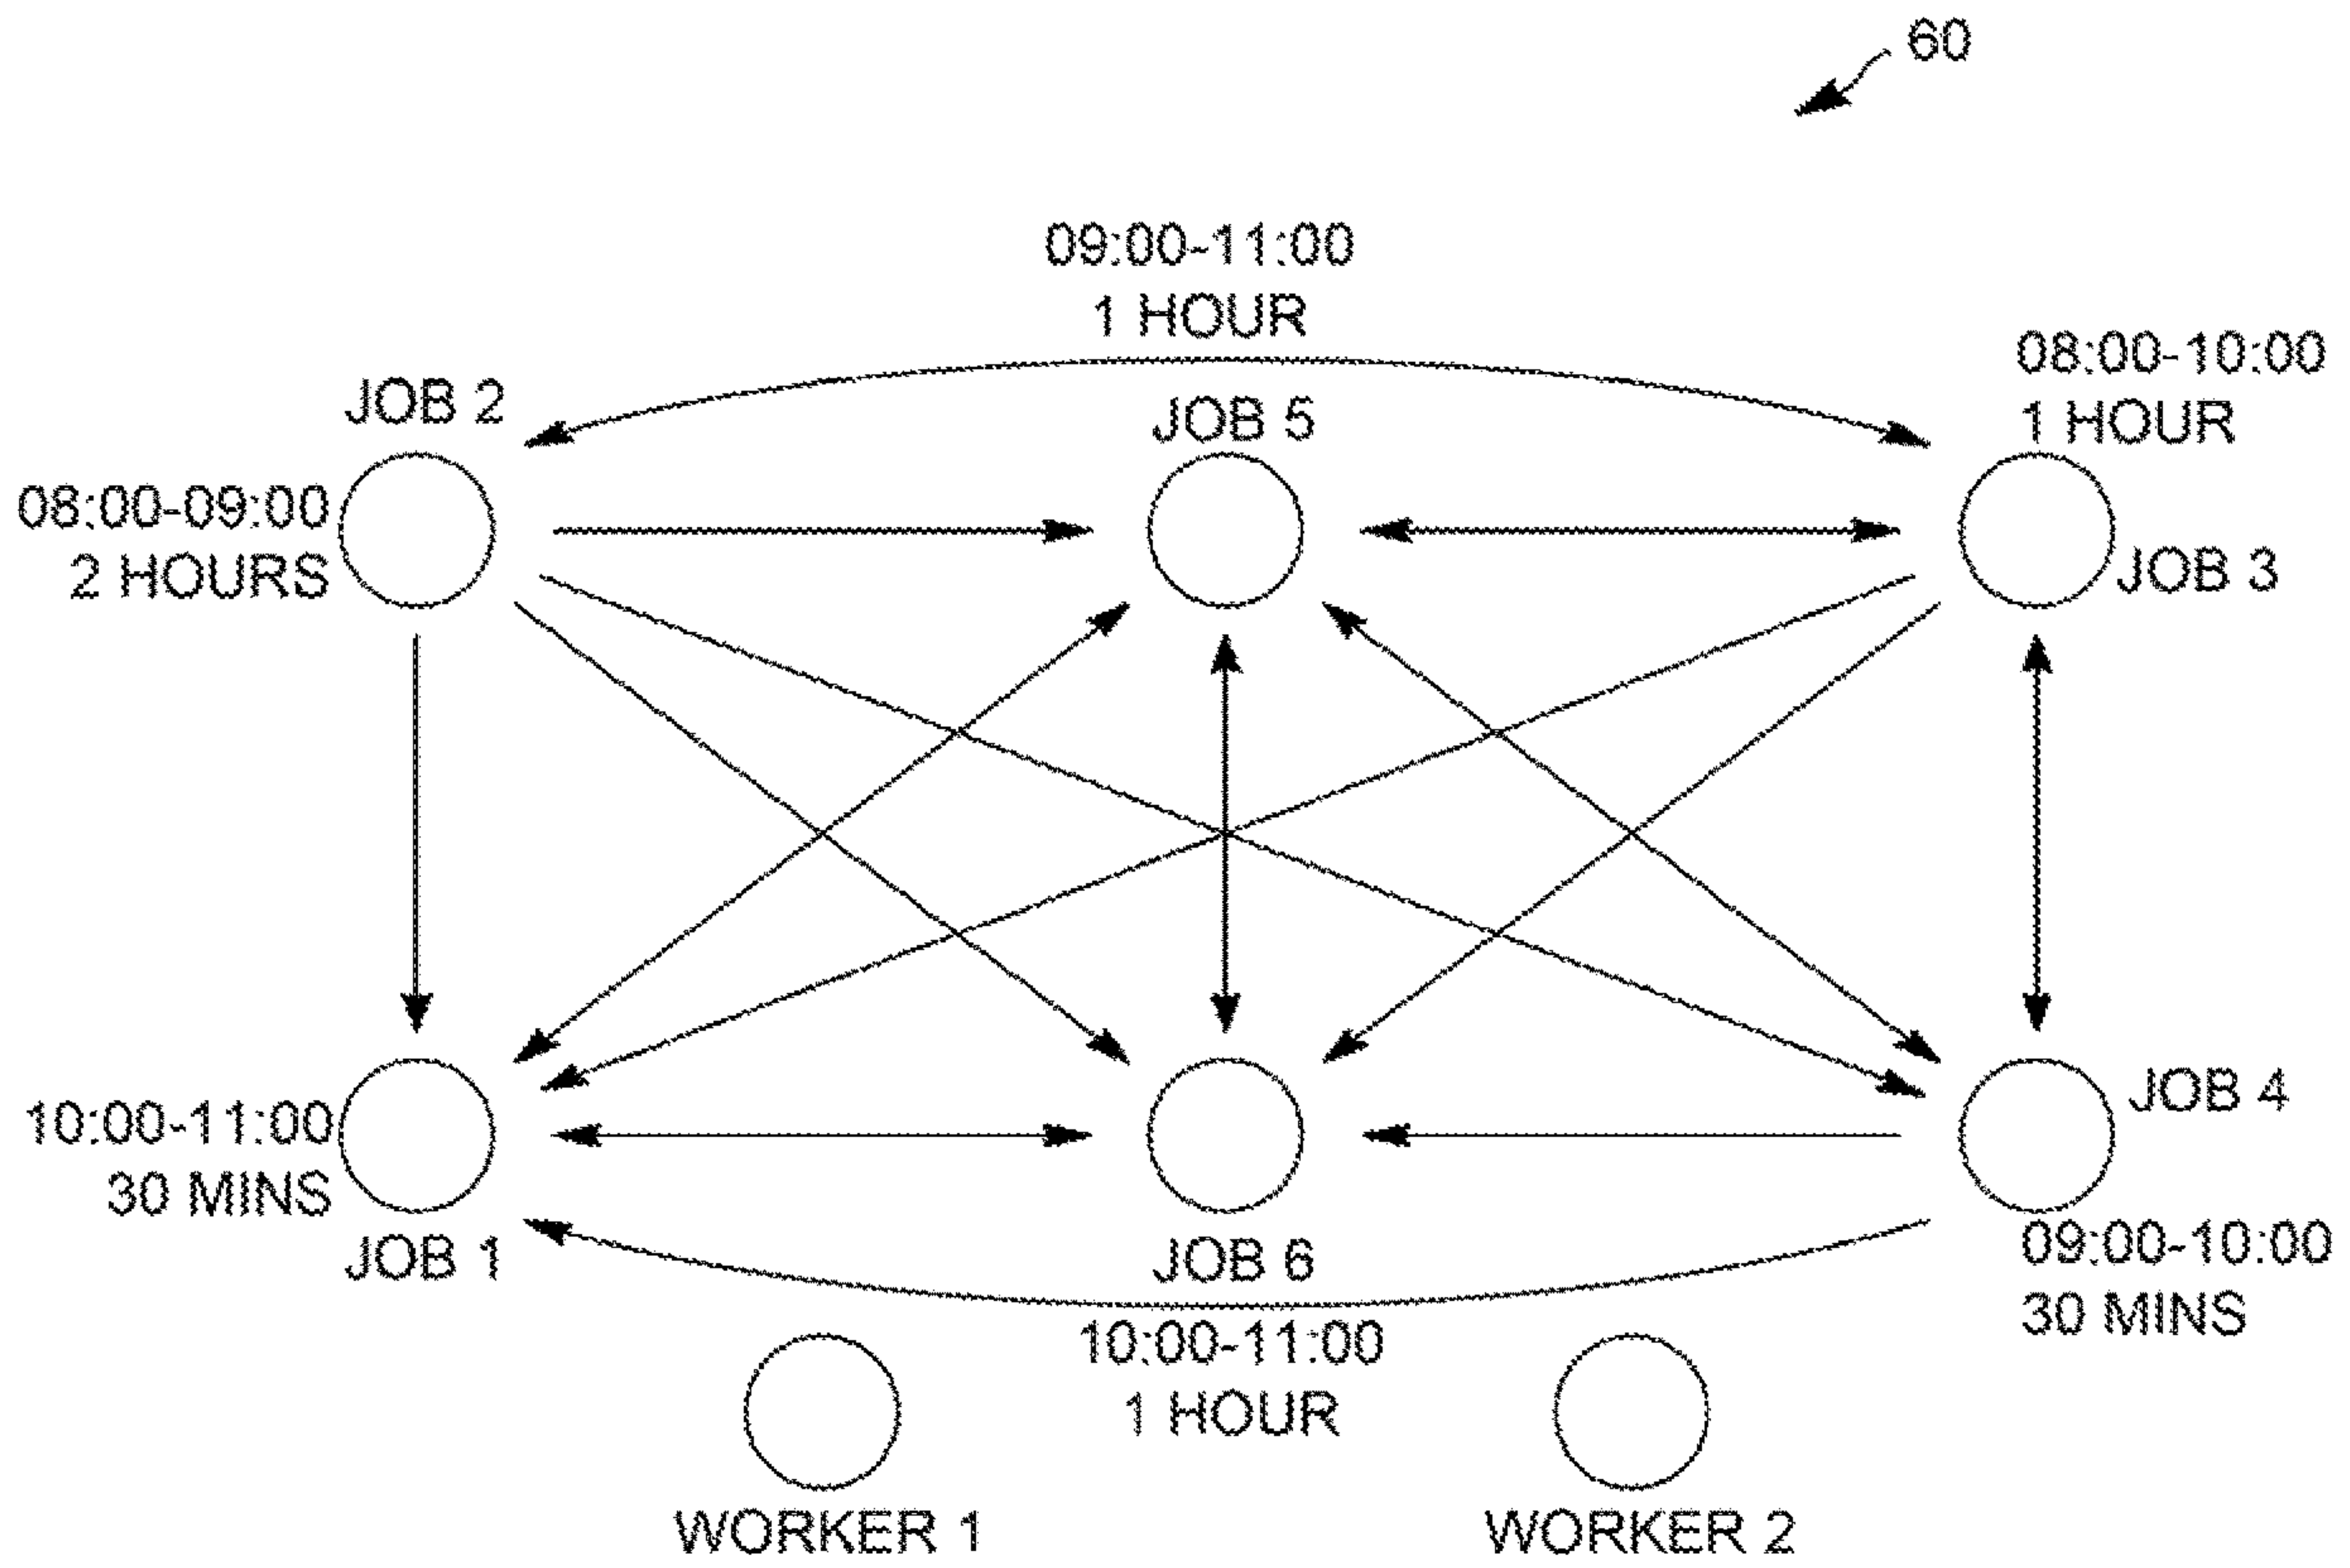 60
09:00-11:00
1 HOUR
08:00-10:00
1 HOUR
JOB 2
JOB 5
08:00-09:00
2 HOURS
JOB 3
JOB 4
10:00-11:00
30 MINS
JOB 1
JOB 6
09:00-10:00
30 MINS
10:00-11:00
1 HOUR
WORKER 1
WORKER 2